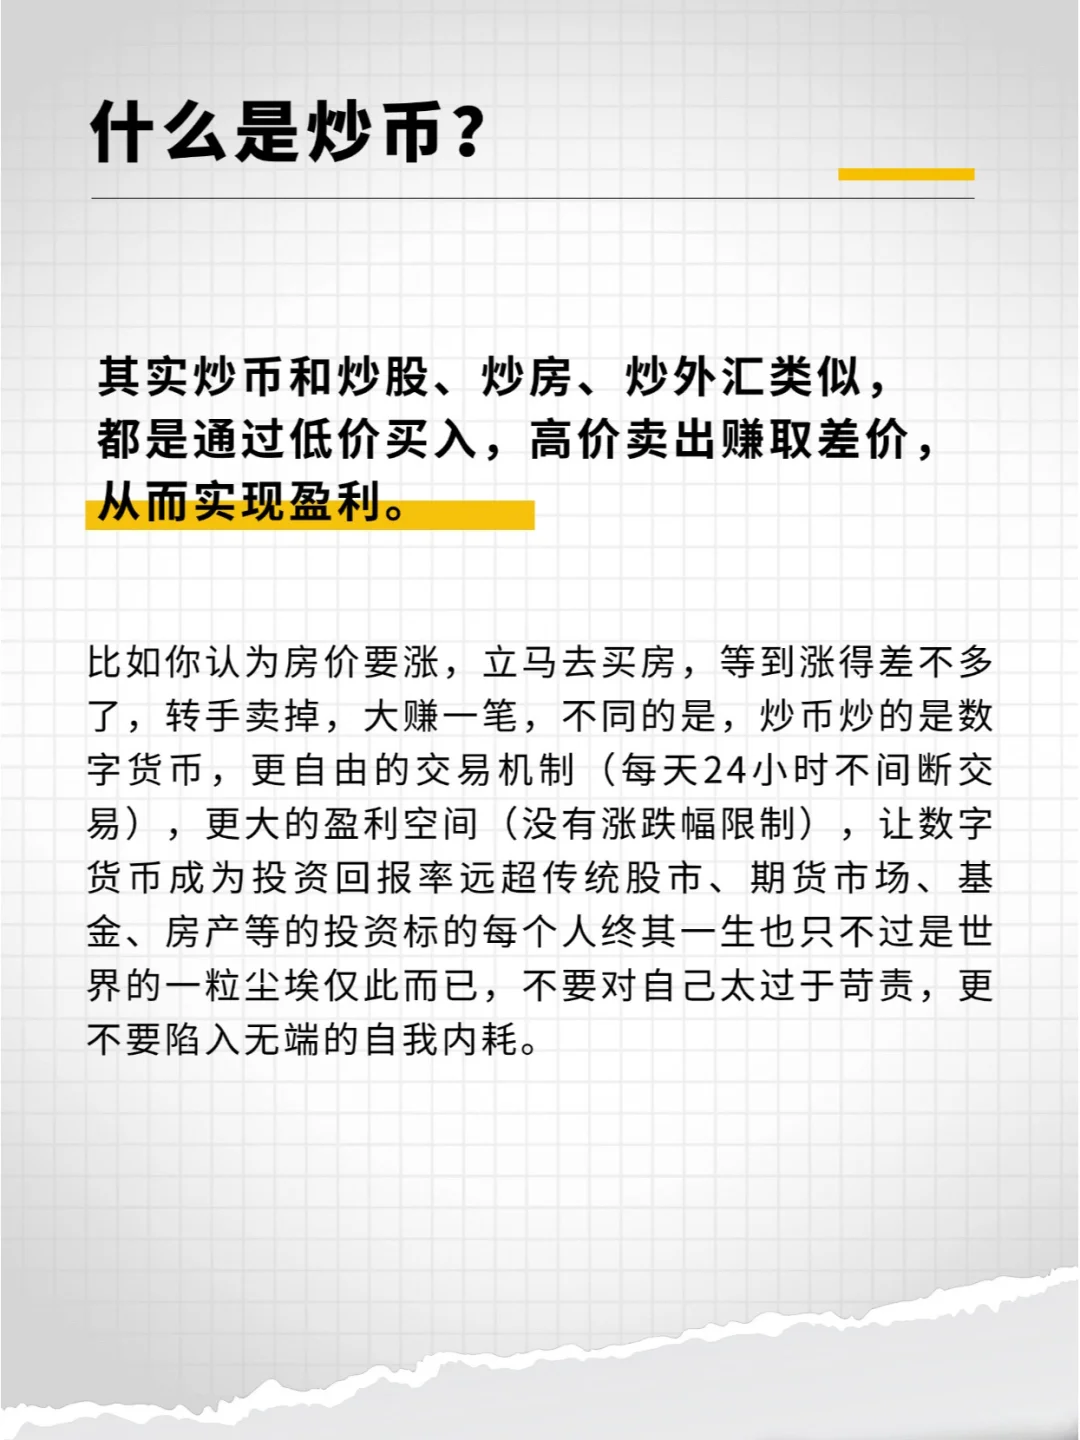 什么是炒币？
其实炒币和炒股、炒房、炒外汇类似，
都是通过低价买入，高价卖出赚取差价，
从而实现盈利。
比如你认为房价要涨，立马去买房，等到涨得差不多
了，转手卖掉，大赚一笔，不同的是，炒币炒的是数
字货币，更自由的交易机制（每天24小时不间断交
易），更大的盈利空间（没有涨跌幅限制），让数字
货币成为投资回报率远超传统股市、期货市场、基
金、房产等的投资标的每个人终其一生也只不过是世
界的一粒尘埃仅此而已，不要对自己太过于苛责，更
不要陷入无端的自我内耗。